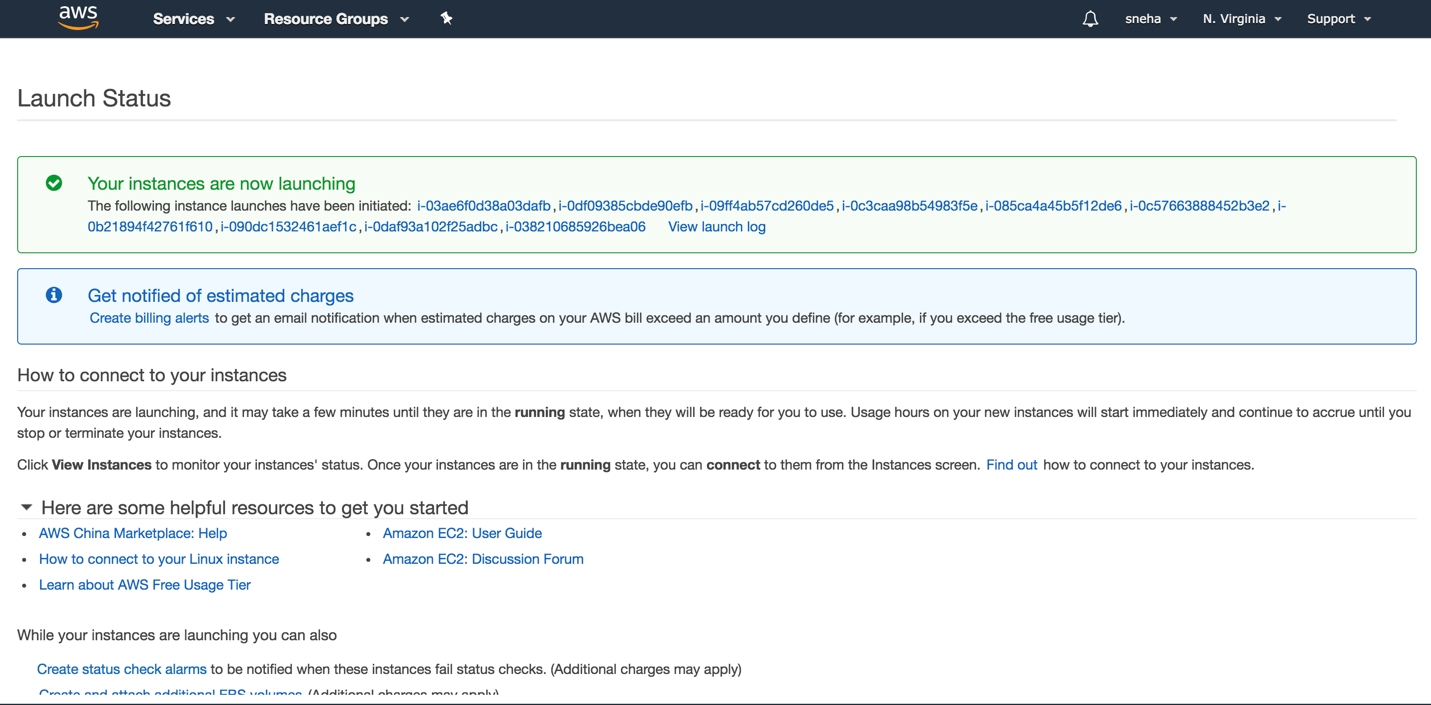 aws Services Resource Groups sneha N. Virginia Support
Launch Status
Your instances are now launching
The following instance launches have been initiated: i-03ae6f0d38a03dafb , i-0df09385cbde90efb , i-09ff4ab57cd260de5 , i-0c3caa98b54983f5e , i-085ca4a45b5f12de6 , i-0c57663888452b3e2 , i-
0b21894f42761f610 , i-090dc1532461aef1c , i-0daf93a102f25adbc , i-038210685926bea06 View launch log
Get notified of estimated charges
Create billing alerts to get an email notification when estimated charges on your AWS bill exceed an amount you define (for example, if you exceed the free usage tier).
How to connect to your instances
Your instances are launching, and it may take a few minutes until they are in the running state, when they will be ready for you to use. Usage hours on your new instances will start immediately and continue to accrue until you
stop or terminate your instances.
Click View Instances to monitor your instances' status. Once your instances are in the running state, you can connect to them from the Instances screen. Find out how to connect to your instances.
Here are some helpful resources to get you started
• AWS China Marketplace: Help • Amazon EC2: User Guide
• How to connect to your Linux instance • Amazon EC2: Discussion Forum
• Learn about AWS Free Usage Tier
While your instances are launching you can also
Create status check alarms to be notified when these instances fail status checks. (Additional charges may apply)
Create and attach additional EBS volumes (Additional charges may apply)